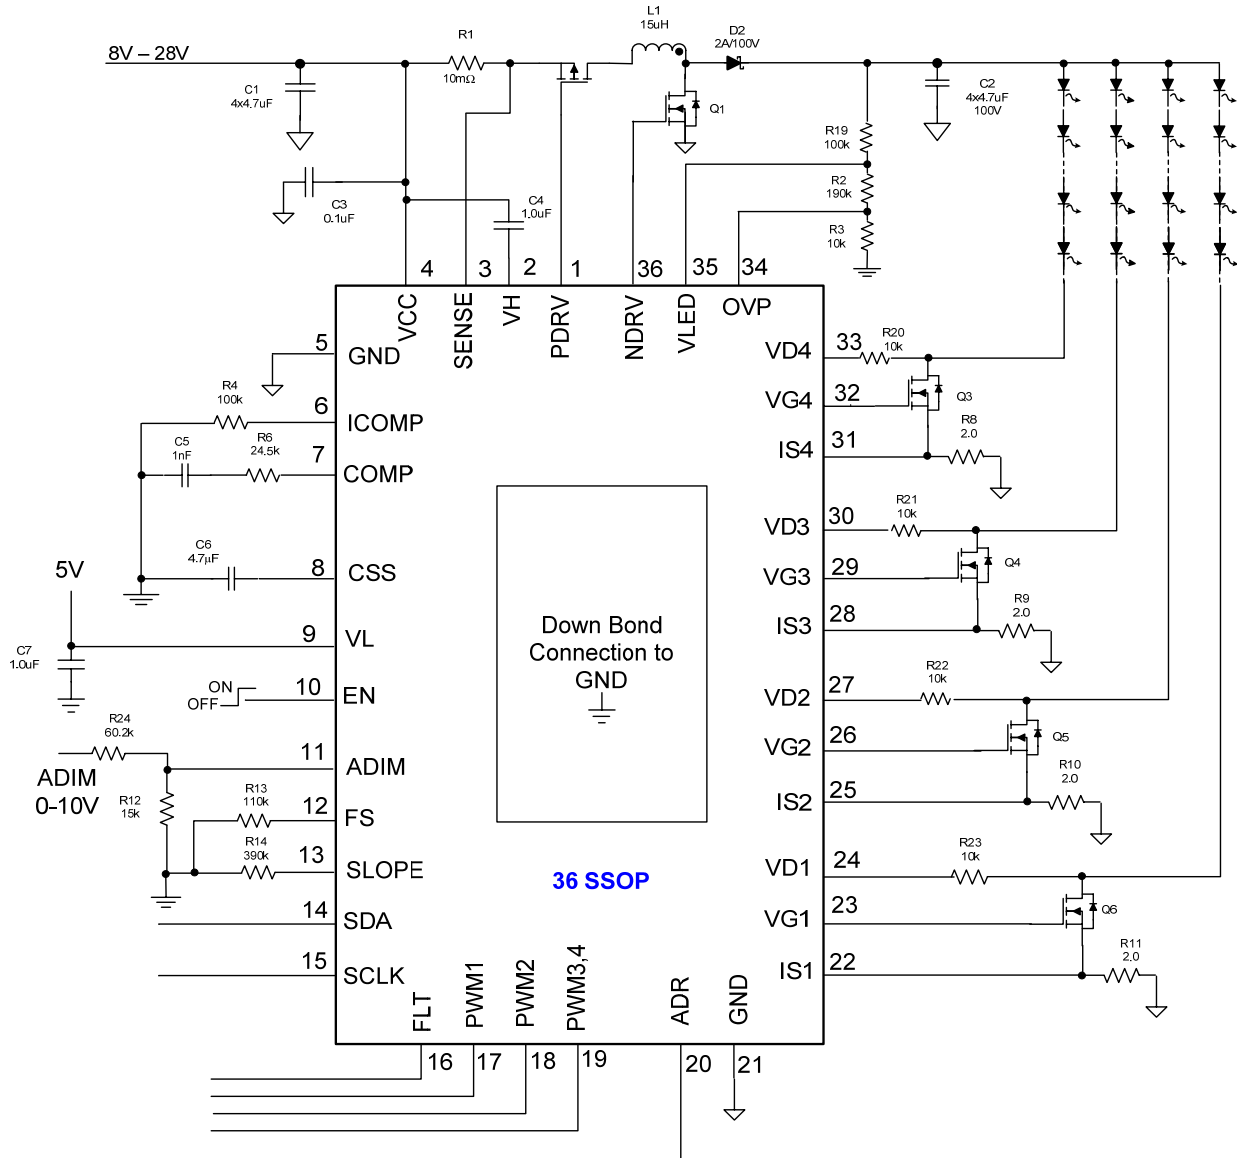 L1
15uH
D2
2A/100V
R1
10mΩ
8V – 28V
C1
4x4.7uF
C2
4x4.7uF
100V
Q1
R19
100k
R2
190k
R3
10k
C3
0.1uF
C4
1.0uF
4
3
2
1
36
35
34
VCC
SENSE
VH
PDRV
NDRV
VLED
OVP
5
GND
R4
100k
6
ICOMP
C5
1nF
R6
24.5k
7
COMP
C6
4.7µF
8
CSS
5V
9
VL
C7
1.0uF
ON
OFF
10
EN
R24
60.2k
11
ADIM
ADIM
0-10V
R12
15k
R13
110k
12
FS
R14
390k
13
SLOPE
14
SDA
15
SCLK
Down Bond
Connection to
GND
36 SSOP
VD4
33
R20
10k
VG4
32
Q3
IS4
31
R8
2.0
VD3
30
R21
10k
VG3
29
Q4
IS3
28
R9
2.0
VD2
27
R22
10k
VG2
26
Q5
IS2
25
R10
2.0
VD1
24
R23
10k
VG1
23
Q6
IS1
22
R11
2.0
FLT
PWM1
PWM2
PWM3,4
ADR
GND
16
17
18
19
20
21